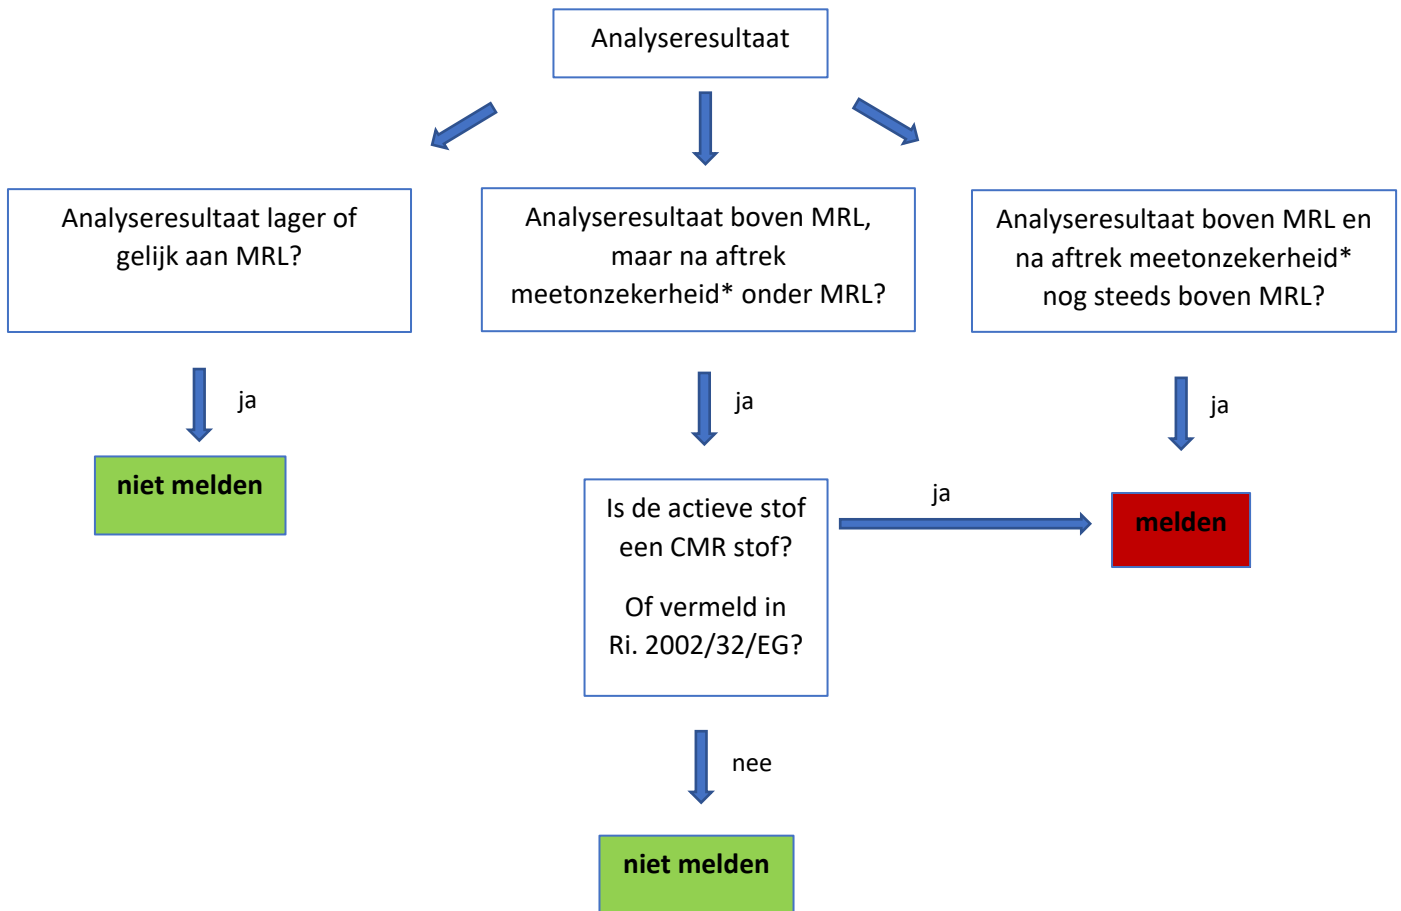 Analyseresultaat
Analyseresultaat lager of
gelijk aan MRL?
Analyseresultaat boven MRL,
maar na aftrek
meetonzekerheid* onder MRL?
Analyseresultaat boven MRL en
na aftrek meetonzekerheid*
nog steeds boven MRL?
ja
ja
ja
niet melden
Is de actieve stof
een CMR stof?
Of vermeld in
Ri. 2002/32/EG?
ja
melden
nee
niet melden